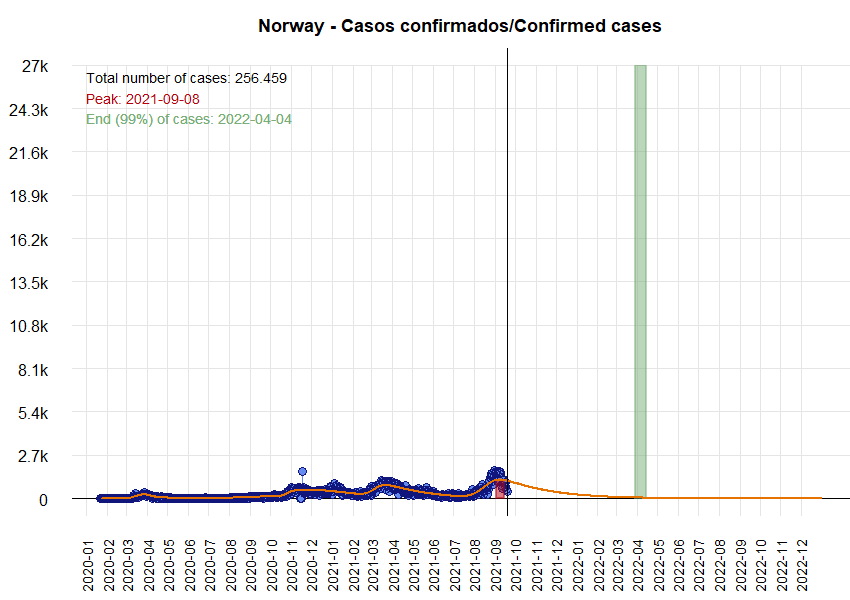 Norway - Casos confirmados/Confirmed cases
27k
24.3k
21.6k
18.9k
16.2k
13.5k
10.8k
8.1k
5.4k
2.7k
0
Total number of cases: 256.459
Peak: 2021-09-08
End (99%) of cases: 2022-04-04
2020-01
2020-02
2020-03
2020-04
2020-05
2020-06
2020-07
2020-08
2020-09
2020-10
2020-11
2020-12
2021-01
2021-02
2021-03
2021-04
2021-05
2021-06
2021-07
2021-08
2021-09
2021-10
2021-11
2021-12
2022-01
2022-02
2022-03
2022-04
2022-05
2022-06
2022-07
2022-08
2022-09
2022-10
2022-11
2022-12